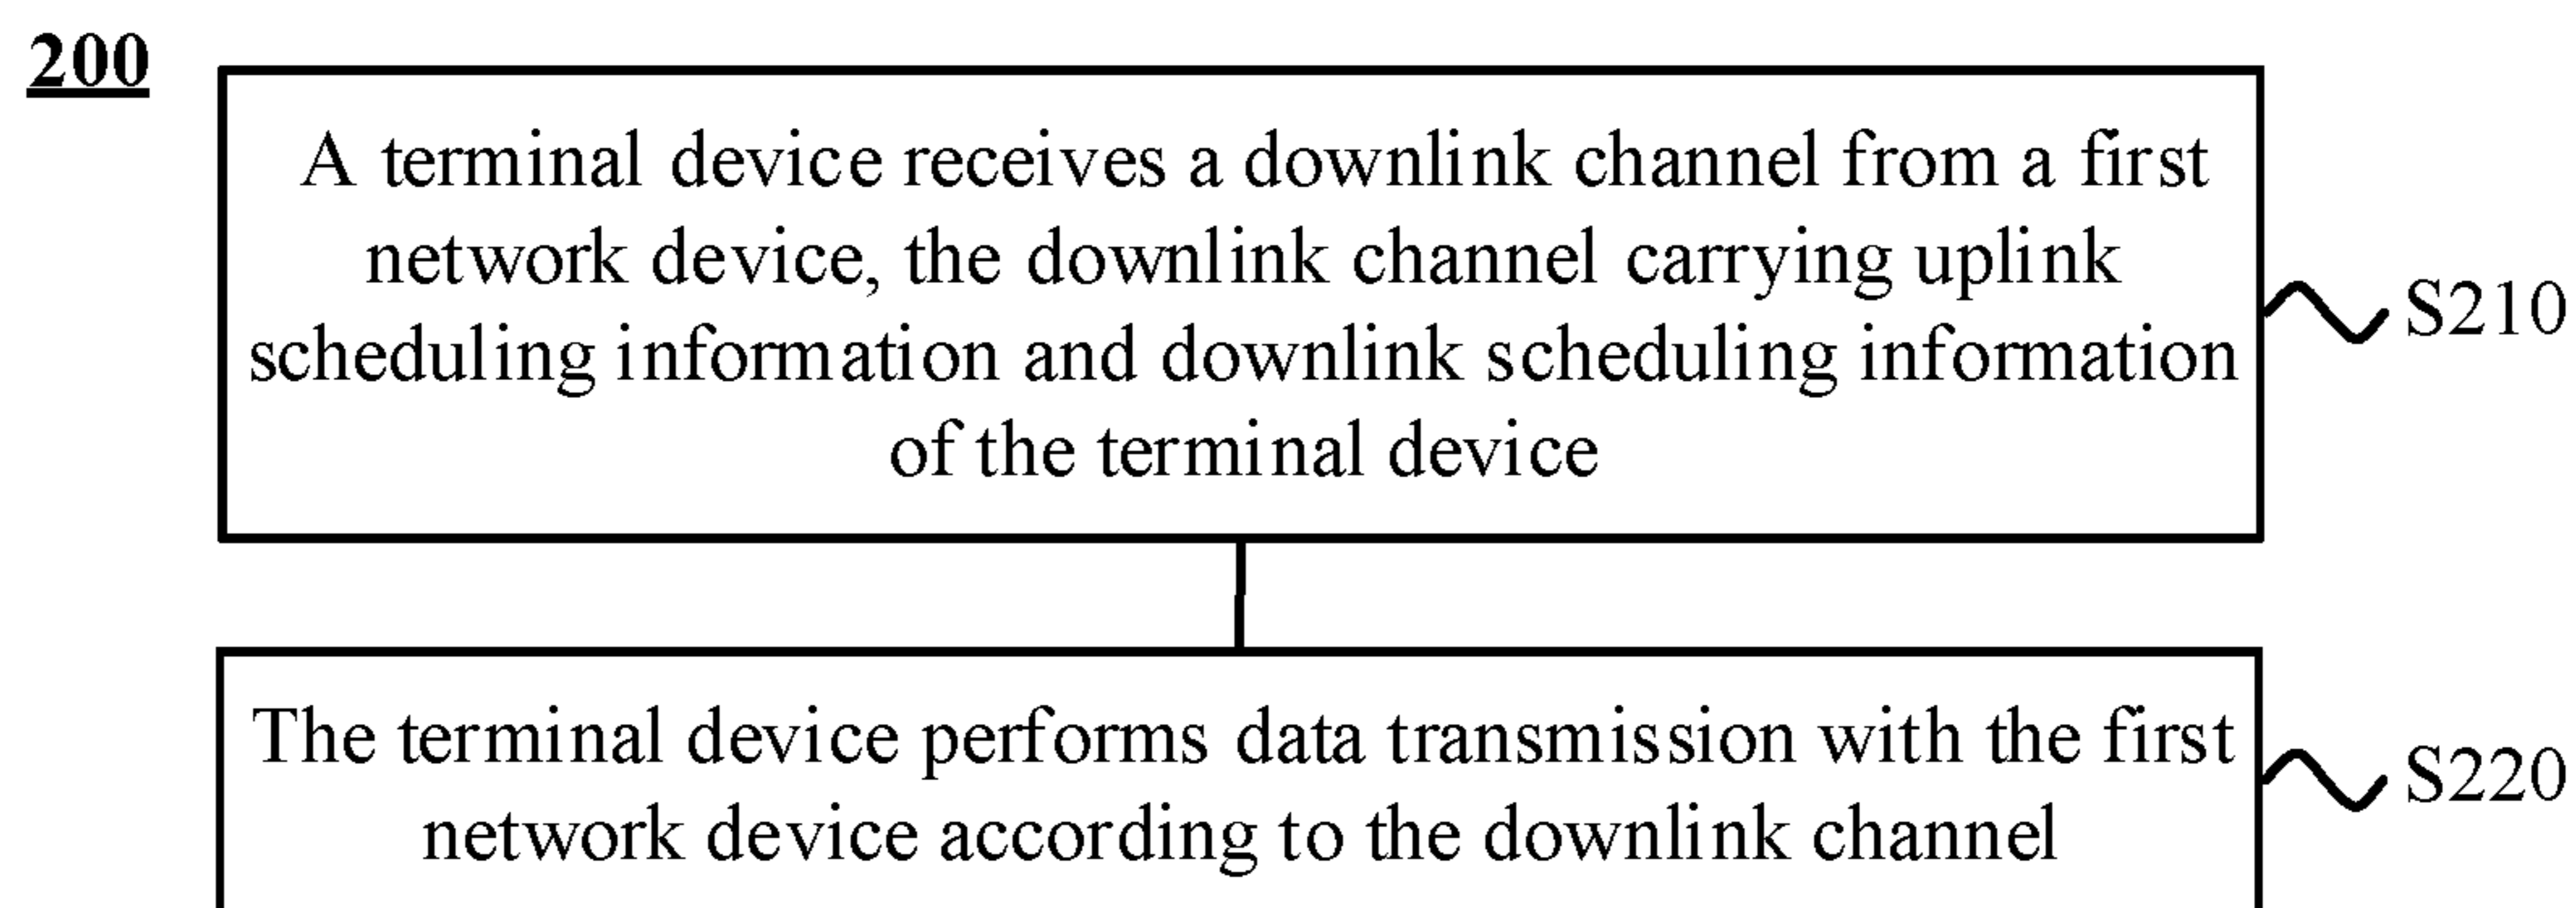 200
A terminal device receives a downlink channel from a first
network device, the downlink channel carrying uplink
scheduling information and downlink scheduling information
of the terminal device
S210
The terminal device performs data transmission with the first
network device according to the downlink channel
S220